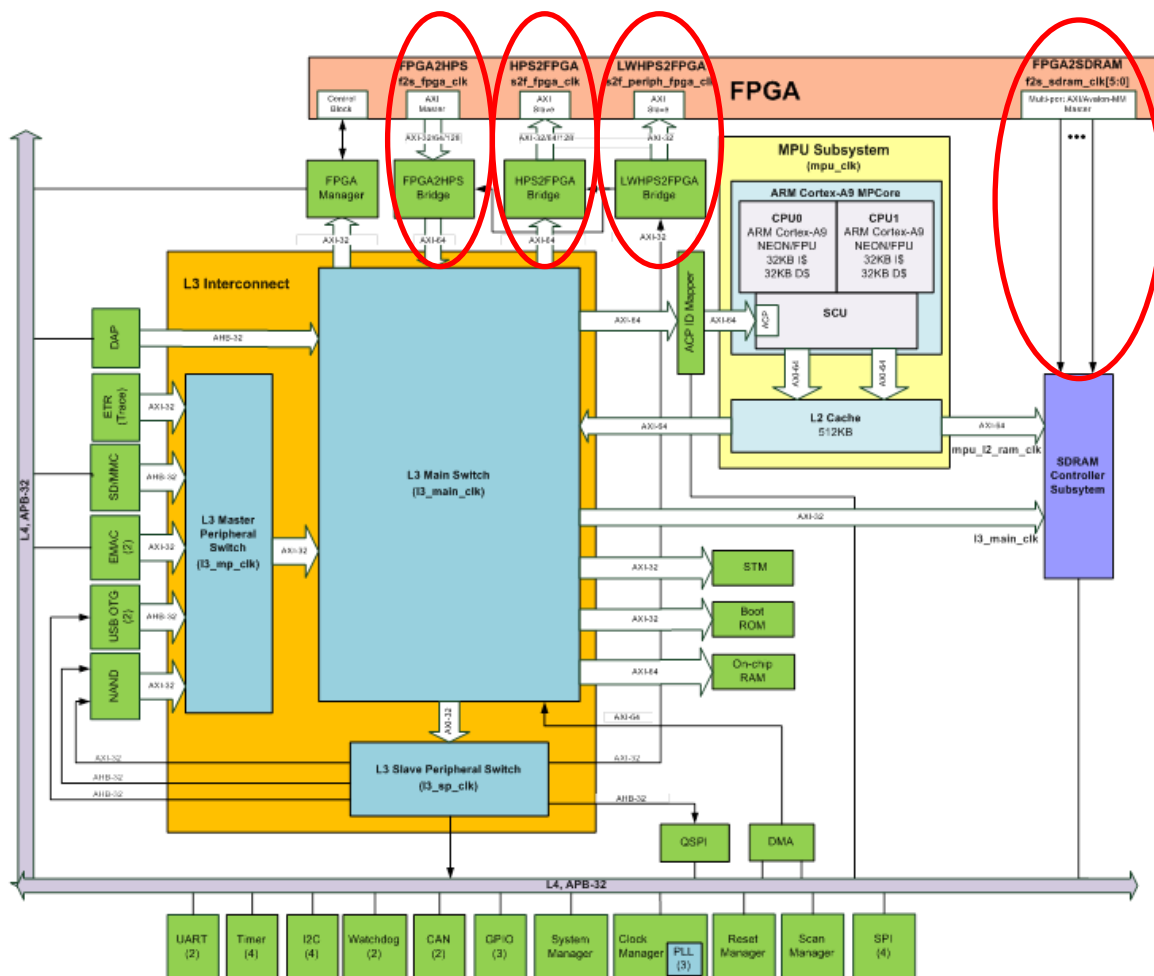 FPGA2HPS
f2s_fpga_clk
HPS2FPGA
s2f_fpga_clk
LWHPS2FPGA
s2f_periph_fpga_clk
FPGA2SDRAM
f2s_sdram_clk[5:0]
FPGA
Control
Block
AXI
Master
AXI
Slave
AXI
Slave
Multi-port AXI/Avalon-MM
Master
AXI-32/64/128
AXI-32/64/128
AXI-32
•••
FPGA
Manager
FPGA2HPS
Bridge
HPS2FPGA
Bridge
LWHPS2FPGA
Bridge
MPU Subsystem
(mpu_clk)
ARM Cortex-A9 MPCore
CPU0
ARM Cortex-A9
NEON/FPU
32KB I$
32KB D$
CPU1
ARM Cortex-A9
NEON/FPU
32KB I$
32KB D$
AXI-32
AXI-64
AXI-64
AXI-32
L3 Interconnect
ACP ID Mapper
SCU
ACP
AXI-64
AXI-64
DAP
AHB-32
AXI-64
AXI-64
ETR
(Trace)
AXI-32
L2 Cache
512KB
AXI-64
AXI-64
mpu_l2_ram_clk
SD/MMC
AHB-32
L3 Main Switch
(l3_main_clk)
SDRAM
Controller
Subsytem
L4, APB-32
EMAC
(2)
AXI-32
L3 Master
Peripheral
Switch
(l3_mp_clk)
AXI-32
AXI-32
l3_main_clk
AXI-32
STM
USB OTG
(2)
AHB-32
AXI-32
Boot
ROM
NAND
AXI-32
AXI-64
On-chip
RAM
AXI-32
AXI-64
AXI-32
AHB-32
AHB-32
L3 Slave Peripheral Switch
(l3_sp_clk)
AXI-32
AHB-32
QSPI
DMA
L4, APB-32
UART
(2)
Timer
(4)
I2C
(4)
Watchdog
(2)
CAN
(2)
GPIO
(3)
System
Manager
Clock
Manager
PLL
(3)
Reset
Manager
Scan
Manager
SPI
(4)